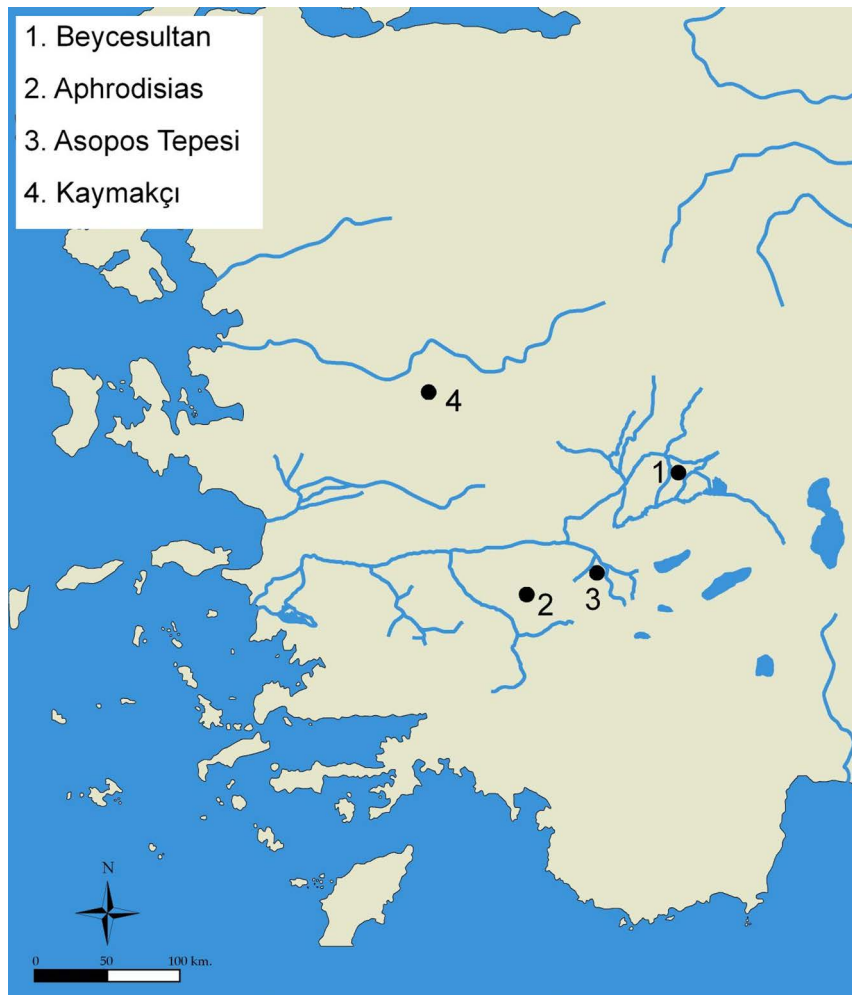 1. Beycesultan
2. Aphrodisias
3. Asopos Tepesi
4. Kaymakçı
4
1
2
3
N
0 50 100 km.